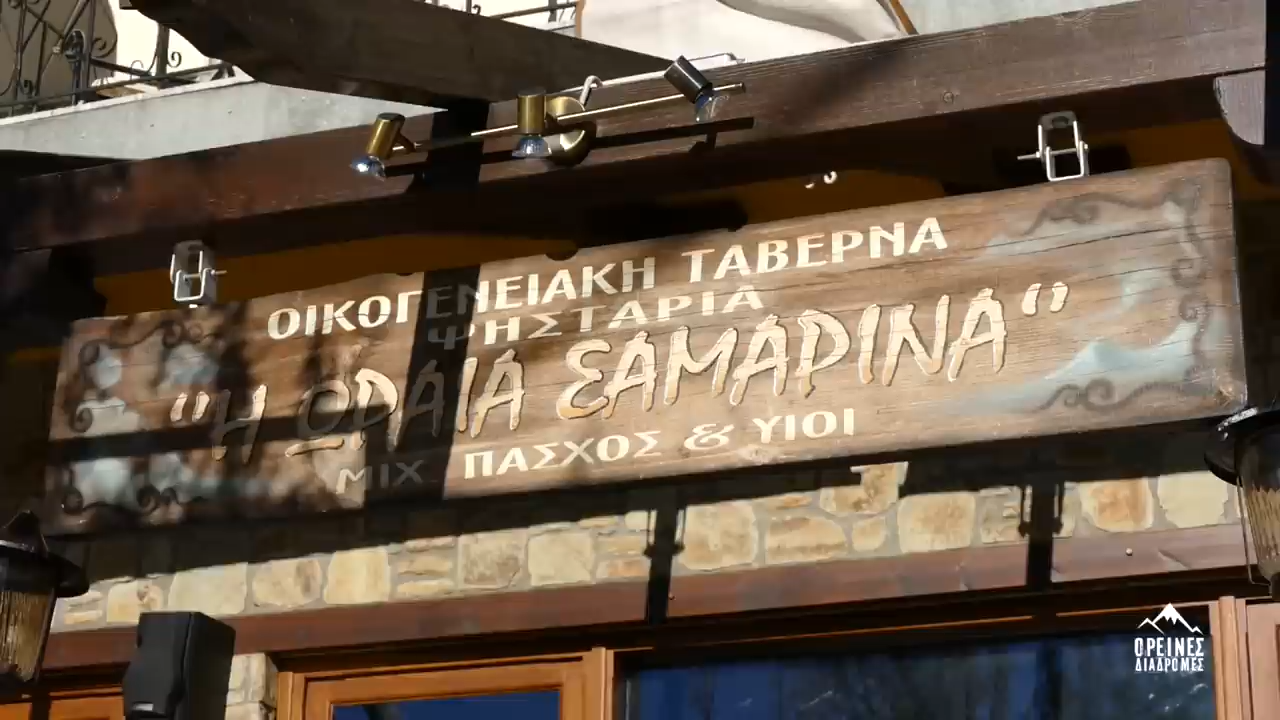 ΟΙΚΟΓΕΝΕΙΑΚΗ ΤΑΒΕΡΝΑ
ΨΗΣΤΑΡΙΑ
"Η ΩΡΑΙΑ ΣΑΜΑΡΙΝΑ"
ΜΙΧ. ΠΑΣΧΟΣ & ΥΙΟΙ
ΟΡΕΙΝΕΣ
ΔΙΑΔΡΟΜΕΣ